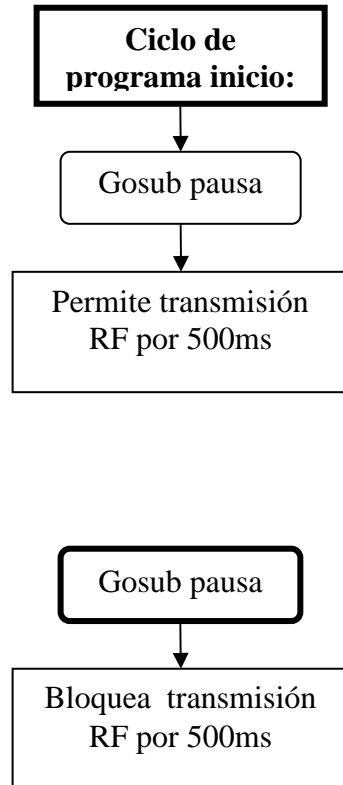 Ciclo de
programa inicio:
Gosub pausa
Permite transmisión
RF por 500ms
Gosub pausa
Bloquea transmisión
RF por 500ms